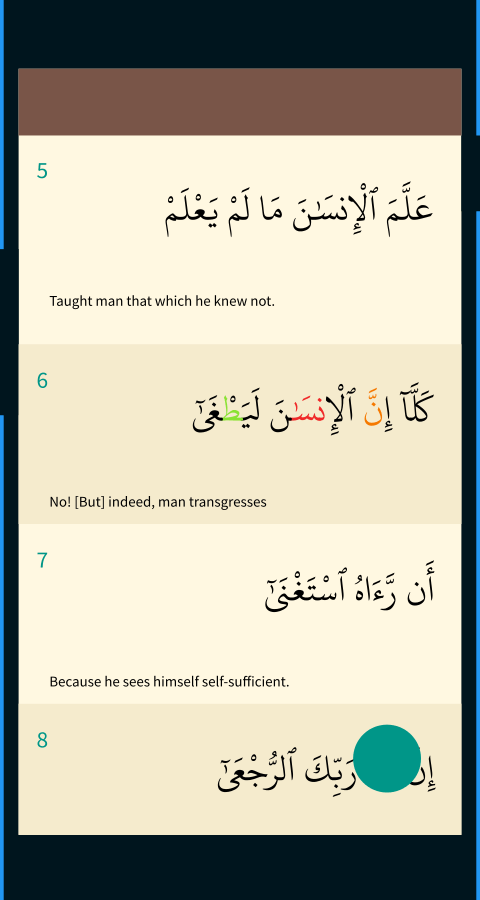 5
عَلَّمَ ٱلْإِنسَـٰنَ مَا لَمْ يَعْلَمْ
Taught man that which he knew not.
6
كَلَّآ إِنَّ ٱلْإِنسَـٰنَ لَيَطْغَىٰٓ
No! [But] indeed, man transgresses
7
أَن رَّءَاهُ ٱسْتَغْنَىٰٓ
Because he sees himself self-sufficient.
8
رَبِّكَ ٱلرُّجْعَىٰٓ